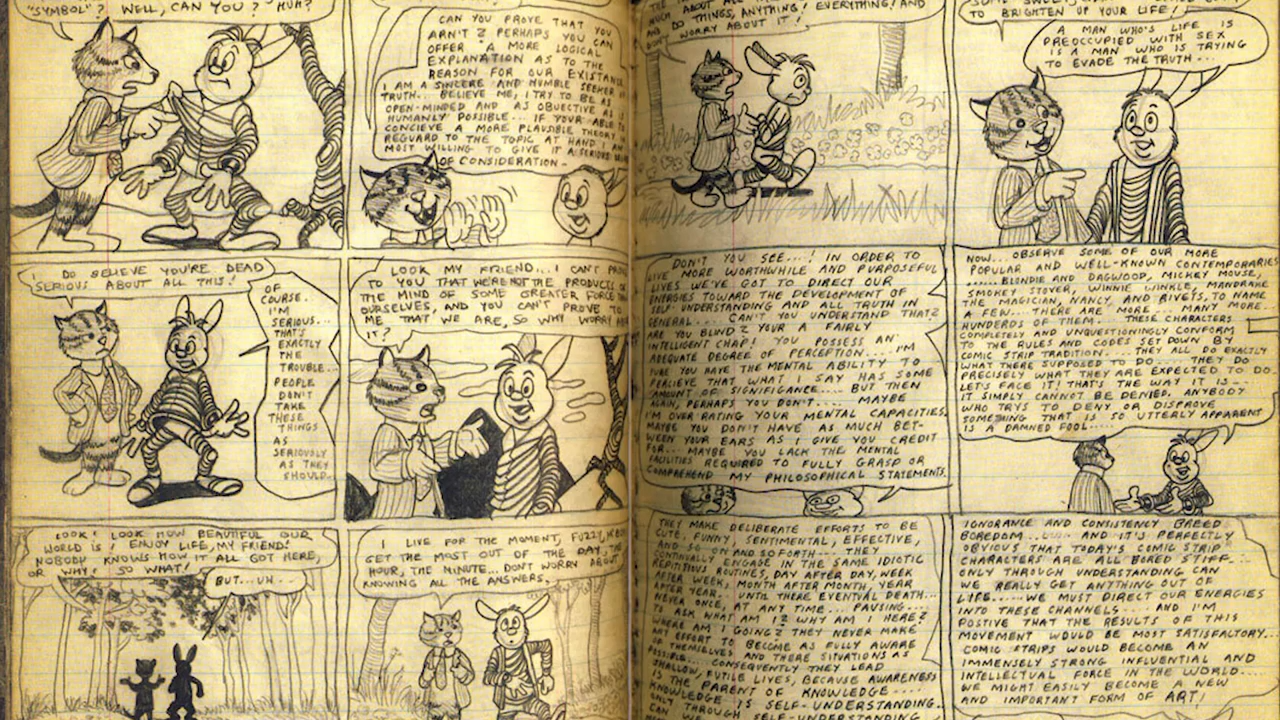 "SYMBOL"? WELL, CAN YOU? HUH?
CAN YOU PROVE THAT YOU
ARN'T? PERHAPS YOU CAN
OFFER A MORE LOGICAL
EXPLANATION AS TO THE
REASON FOR OUR EXISTANCE
I AM A SINCERE AND HUMBLE SEEKER OF
TRUTH... BELIEVE ME, I TRY TO BE AS
OPEN-MINDED AND AS OBJECTIVE AS IS
HUMANLY POSSIBLE... IF YOUR ABLE TO
CONCIEVE A MORE PLAUSIBLE THEORY IN
REGUARD TO THE TOPIC AT HAND I AM
MOST WILLING TO GIVE IT A SERIOUS
OF CONSIDERATION-
I DO BELIEVE YOU'RE DEAD
SERIOUS ABOUT ALL THIS!
OF
COURSE.
I'M
SERIOUS...
THAT'S
EXACTLY
THE
TROUBLE...
PEOPLE
DON'T
TAKE
THESE
THINGS
AS
SERIOUSLY
AS THEY
SHOULD...
LOOK MY FRIEND... I CAN'T PROVE
TO YOU THAT WE'RE NOT THE PRODUCTS OF
THE MIND OF SOME GREATER FORCE THAN
OURSELVES, AND YOU CAN'T PROVE TO
ME THAT WE ARE, SO WHY WORRY
IT?
LOOK! LOOK HOW BEAUTIFUL OUR
WORLD IS! ENJOY LIFE, MY FRIEND!
NOBODY KNOWS HOW IT ALL GOT HERE,
OR WHY! SO WHAT!
BUT...UH...
I LIVE FOR THE MOMENT, FUZZY,
GET THE MOST OUT OF THE DAY, THE
HOUR, THE MINUTE... DON'T WORRY ABOUT
KNOWING ALL THE ANSWERS,
MUCH ABOUT ALL
DO THINGS, ANYTHING! EVERYTHING! AND
DON'T WORRY ABOUT IT!
TO BRIGHTEN UP YOUR LIFE!
A MAN WHO'S LIFE IS
PREOCCUPIED WITH SEX
IS A MAN WHO IS TRYING
TO EVADE THE TRUTH---
DON'T YOU SEE....! IN ORDER TO
LIVE MORE WORTHWHILE AND PURPOSEFUL
LIVES WE'VE GOT TO DIRECT OUR
ENERGIES TOWARD THE DEVELOPMENT OF
SELF-UNDERSTANDING AND ALL TRUTH IN
GENERAL.... CAN'T YOU UNDERSTAND THAT?
ARE YOU BLIND? YOUR A FAIRLY
INTELLIGENT CHAP! YOU POSSESS AN
ADEQUATE DEGREE OF PERCEPTION.... I'M
SURE YOU HAVE THE MENTAL ABILITY TO
PERCIEVE THAT WHAT I SAY HAS SOME
AMOUNT OF SIGNIFICANCE.... BUT THEN
AGAIN, PERHAPS YOU DON'T.... MAYBE
I'M OVER RATING YOUR MENTAL CAPACITIES.
MAYBE YOU DON'T HAVE AS MUCH BET-
WEEN YOUR EARS AS I GIVE YOU CREDIT
FOR... MAYBE YOU LACK THE MENTAL
FACILITIES REQUIRED TO FULLY GRASP OR
COMPREHEND MY PHILOSOPHICAL STATEMENTS.
NOW... OBSERVE SOME OF OUR MORE
POPULAR AND WELL-KNOWN CONTEMPORARIES
......BLONDIE AND DAGWOOD, MICKEY MOUSE,
SMOKEY STOVER, WINNIE WINKLE, MANDRAKE
THE MAGICIAN, NANCY, AND RIVETS, TO NAME
A FEW.... THERE ARE MORE... MANY MORE..
HUNDERDS OF THEM... THESE CHARACTERS
COMPLETELY AND UNQUESTIONINGLY CONFORM
TO THE RULES AND CODES SET DOWN BY
COMIC STRIP TRADITION.... THEY ALL DO EXACTLY
WHAT THERE SUPPOSED TO DO.... THEY DO
PRECISELY WHAT THEY ARE EXPECTED TO DO.
LET'S FACE IT! THAT'S THE WAY IT IS...
IT SIMPLY CANNOT BE DENIED. ANYBODY
WHO TRYS TO DENY OR DISPROVE
SOMETHING THAT IS SO UTTERLY APPARENT
IS A DAMNED FOOL.....
THEY MAKE DELIBERATE EFFORTS TO BE
CUTE, FUNNY, SENTIMENTAL, EFFECTIVE,
AND SO-ON AND SO FORTH... THEY
CONTINUALLY ENGAGE IN THE SAME IDIOTIC
REPITITIOUS ROUTINES, DAY AFTER DAY, WEEK
AFTER WEEK, MONTH AFTER MONTH, YEAR
AFTER YEAR... UNTIL THERE EVENTUAL DEATH...
NEVER ONCE, AT ANY TIME... PAUSING....
TO ASK WHAT AM I? WHY AM I HERE?
WHERE AM I GOING? THEY NEVER MAKE
ANY EFFORT TO BECOME AS FULLY AWARE
OF THEMSELVES AND THERE SITUATIONS AS
POSSIBLE... CONSEQUENTLY THEY LEAD
SHALLOW, FUTILE LIVES, BECAUSE AWARENESS
IS THE PARENT OF KNOWLEDGE....
KNOWLEDGE IS SELF-UNDERSTANDING..
ONLY THROUGH SELF-UNDERSTANDING
CAN WE
IGNORANCE AND CONSISTENCY BREED
BOREDOM... AND IT'S PERFECTLY
OBVIOUS THAT TODAY'S COMIC STRIP
CHARACTERS ARE ALL BORED STIFF...
ONLY THROUGH UNDERSTANDING CAN
WE REALLY GET ANYTHING OUT OF
LIFE..... WE MUST DIRECT OUR ENERGIES
INTO THESE CHANNELS.... AND I'M
POSTIVE THAT THE RESULTS OF THIS
MOVEMENT WOULD BE MOST SATISFACTORY...
COMIC STRIPS WOULD BECOME AN
IMMENSELY STRONG INFLUENTIAL AND
INTELLECTUAL FORCE IN THE WORLD....
WE MIGHT EASILY BECOME A NEW
AND IMPORTANT FORM OF ART!